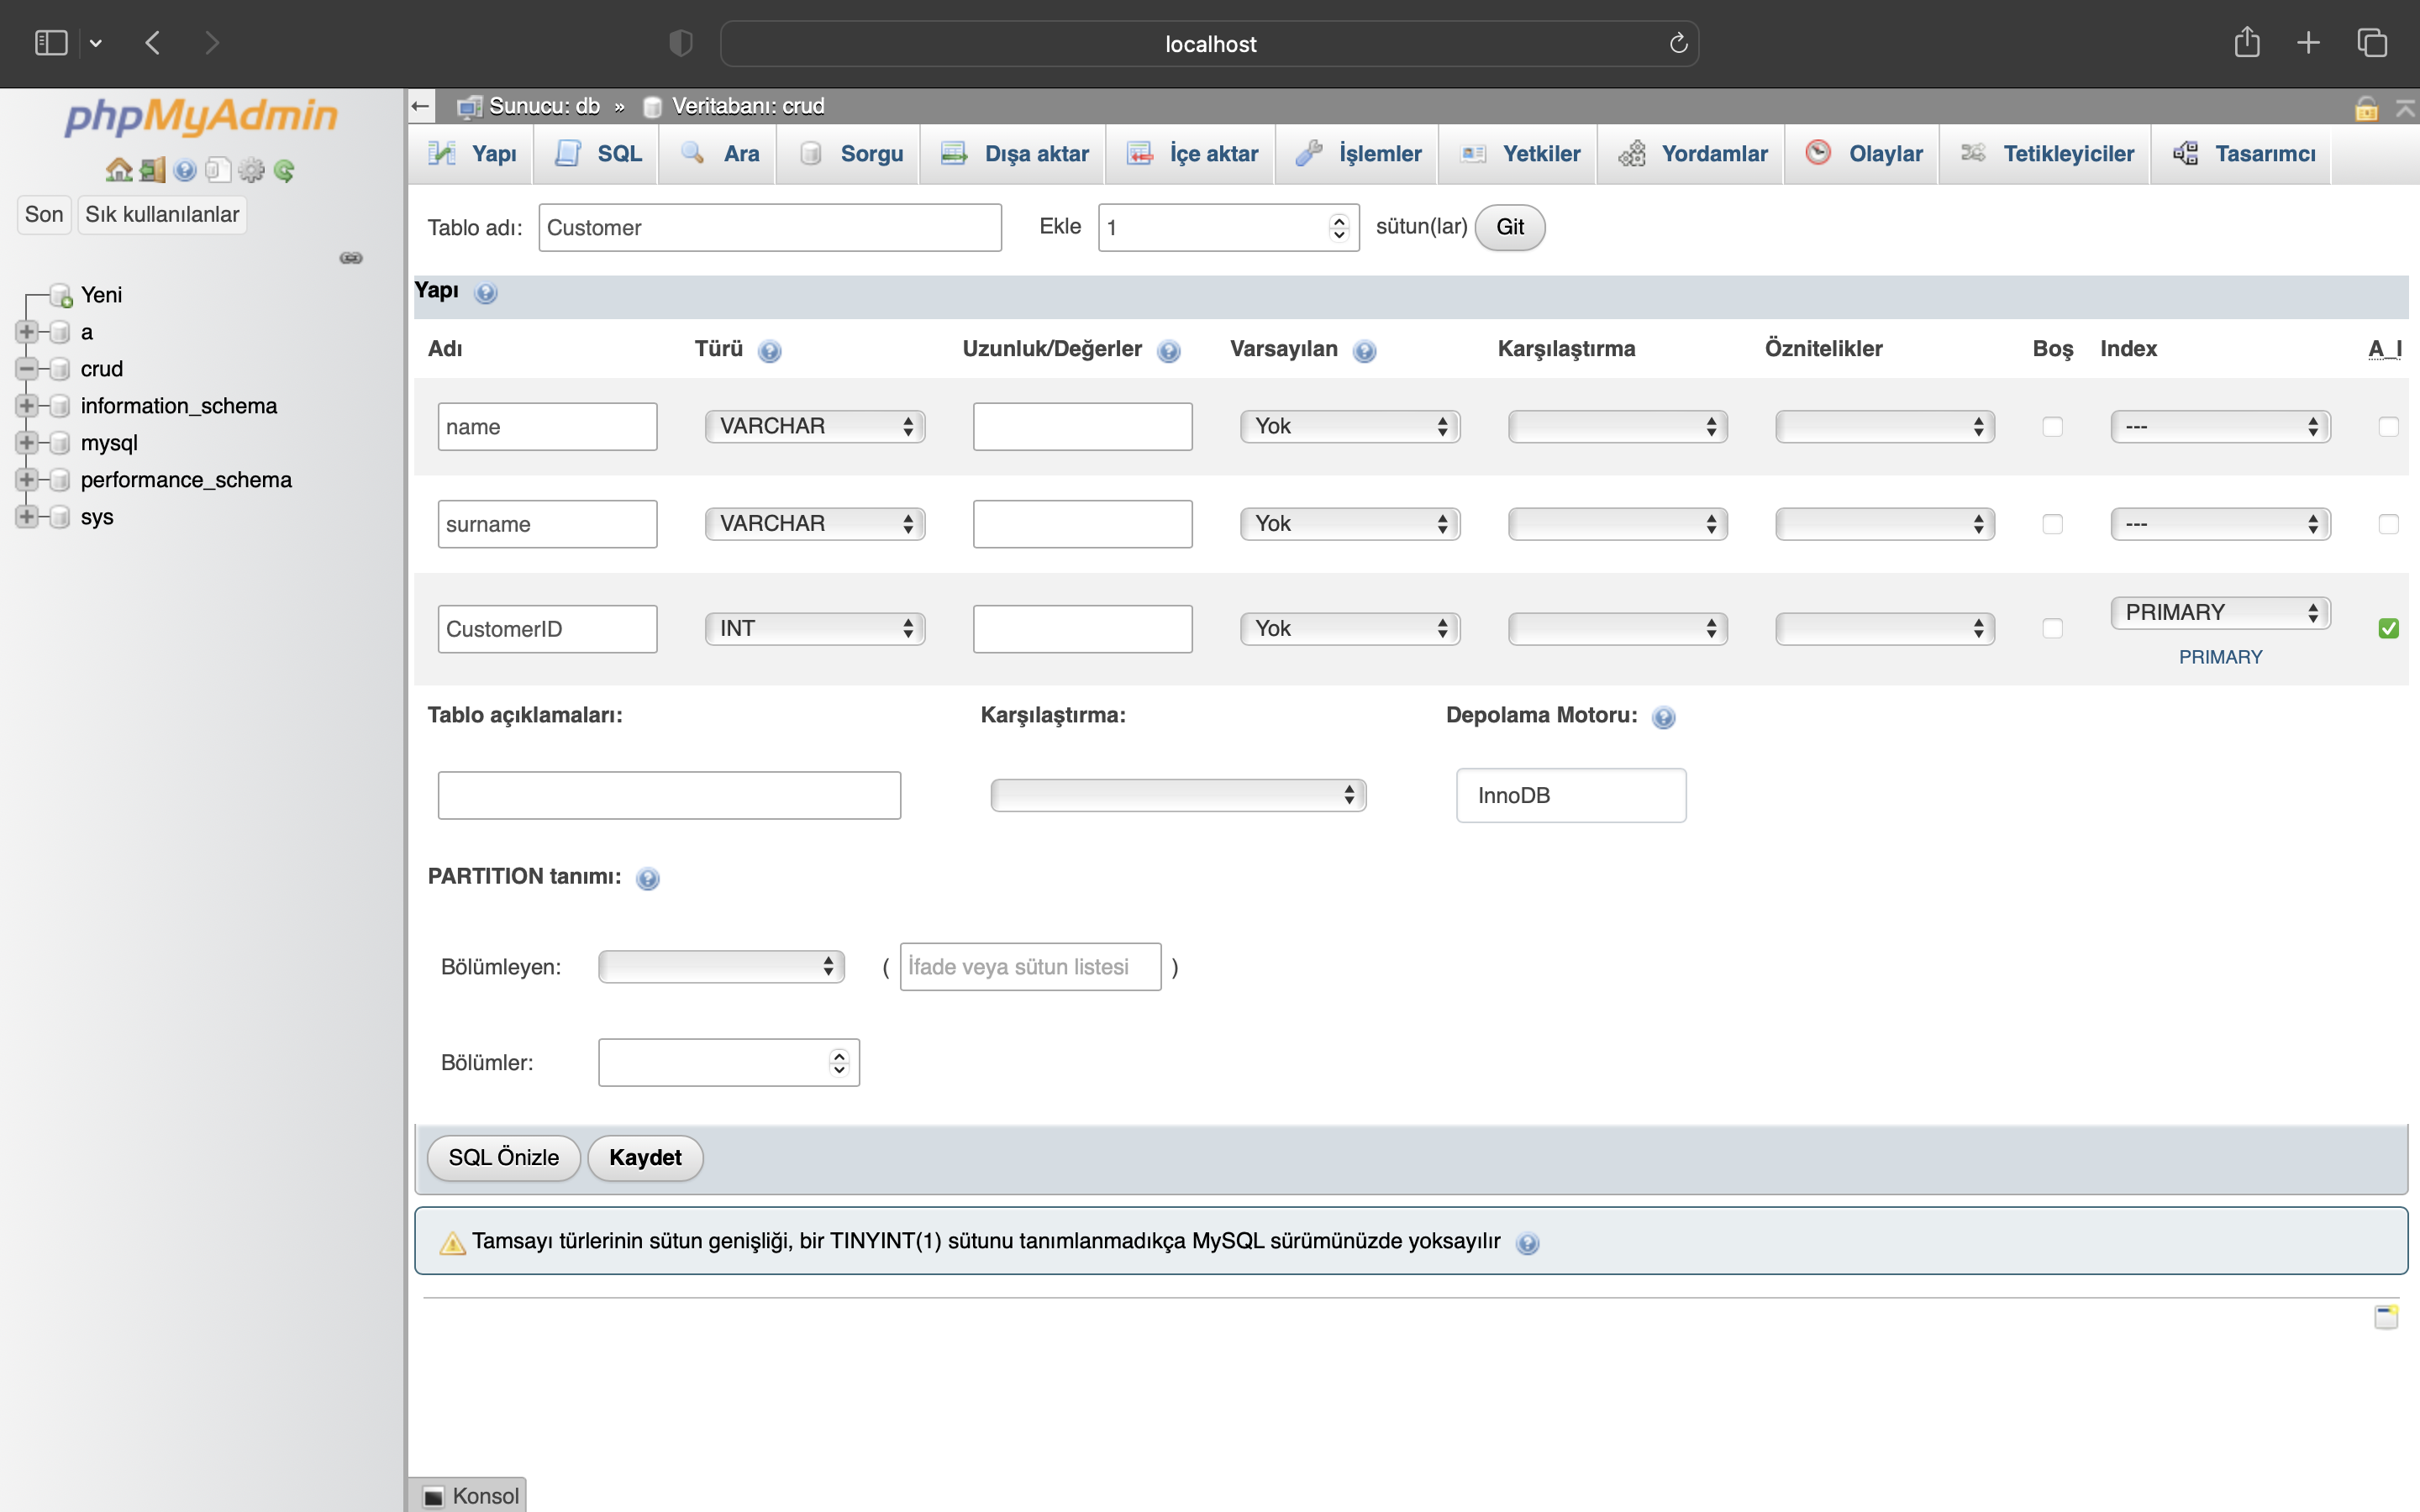 localhost
phpMyAdmin
Son Sık kullanılanlar
Yeni
a
crud
information_schema
mysql
performance_schema
sys
Sunucu: db » Veritabanı: crud
Yapı SQL Ara Sorgu Dışa aktar İçe aktar İşlemler Yetkiler Yordamlar Olaylar Tetikleyiciler Tasarımcı
Tablo adı: Customer Ekle 1 sütun(lar) Git
Yapı
Adı Türü Uzunluk/Değerler Varsayılan Karşılaştırma Öznitelikler Boş Index A_I
name VARCHAR Yok ---
surname VARCHAR Yok ---
CustomerID INT Yok PRIMARY
PRIMARY
Tablo açıklamaları: Karşılaştırma: Depolama Motoru:
InnoDB
PARTITION tanımı:
Bölümleyen: ( İfade veya sütun listesi )
Bölümler:
SQL Önizle Kaydet
Tamsayı türlerinin sütun genişliği, bir TINYINT(1) sütunu tanımlanmadıkça MySQL sürümünüzde yoksayılır
Konsol